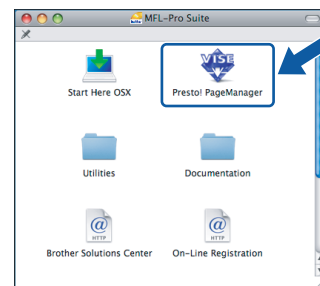 MFL-Pro Suite
VISE
Start Here OSX
Presto! PageManager
Utilities
Documentation
HTTP
HTTP
Brother Solutions Center
On-Line Registration